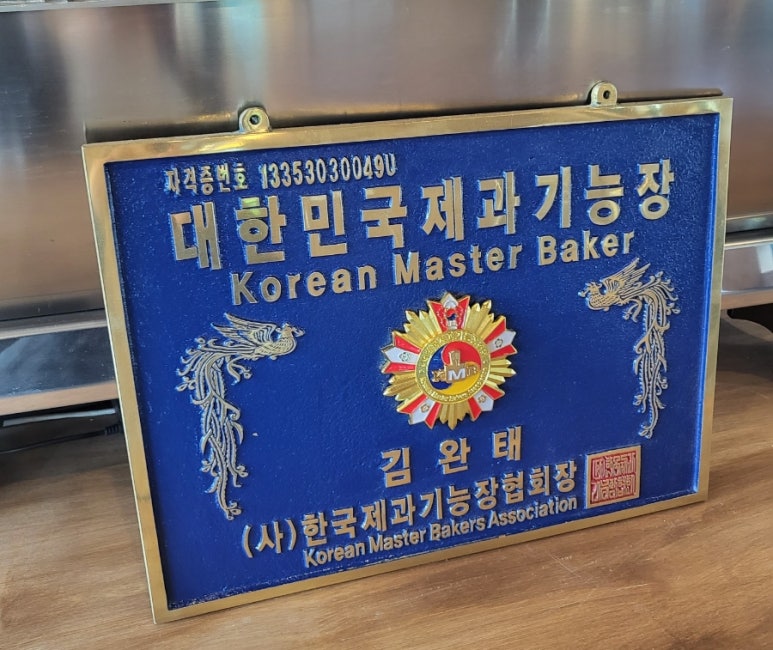 자격증번호 13353030049U
대한민국제과기능장
Korean Master Baker
KMB
김완태
(사)한국제과기능장협회장
Korean Master Bakers Association